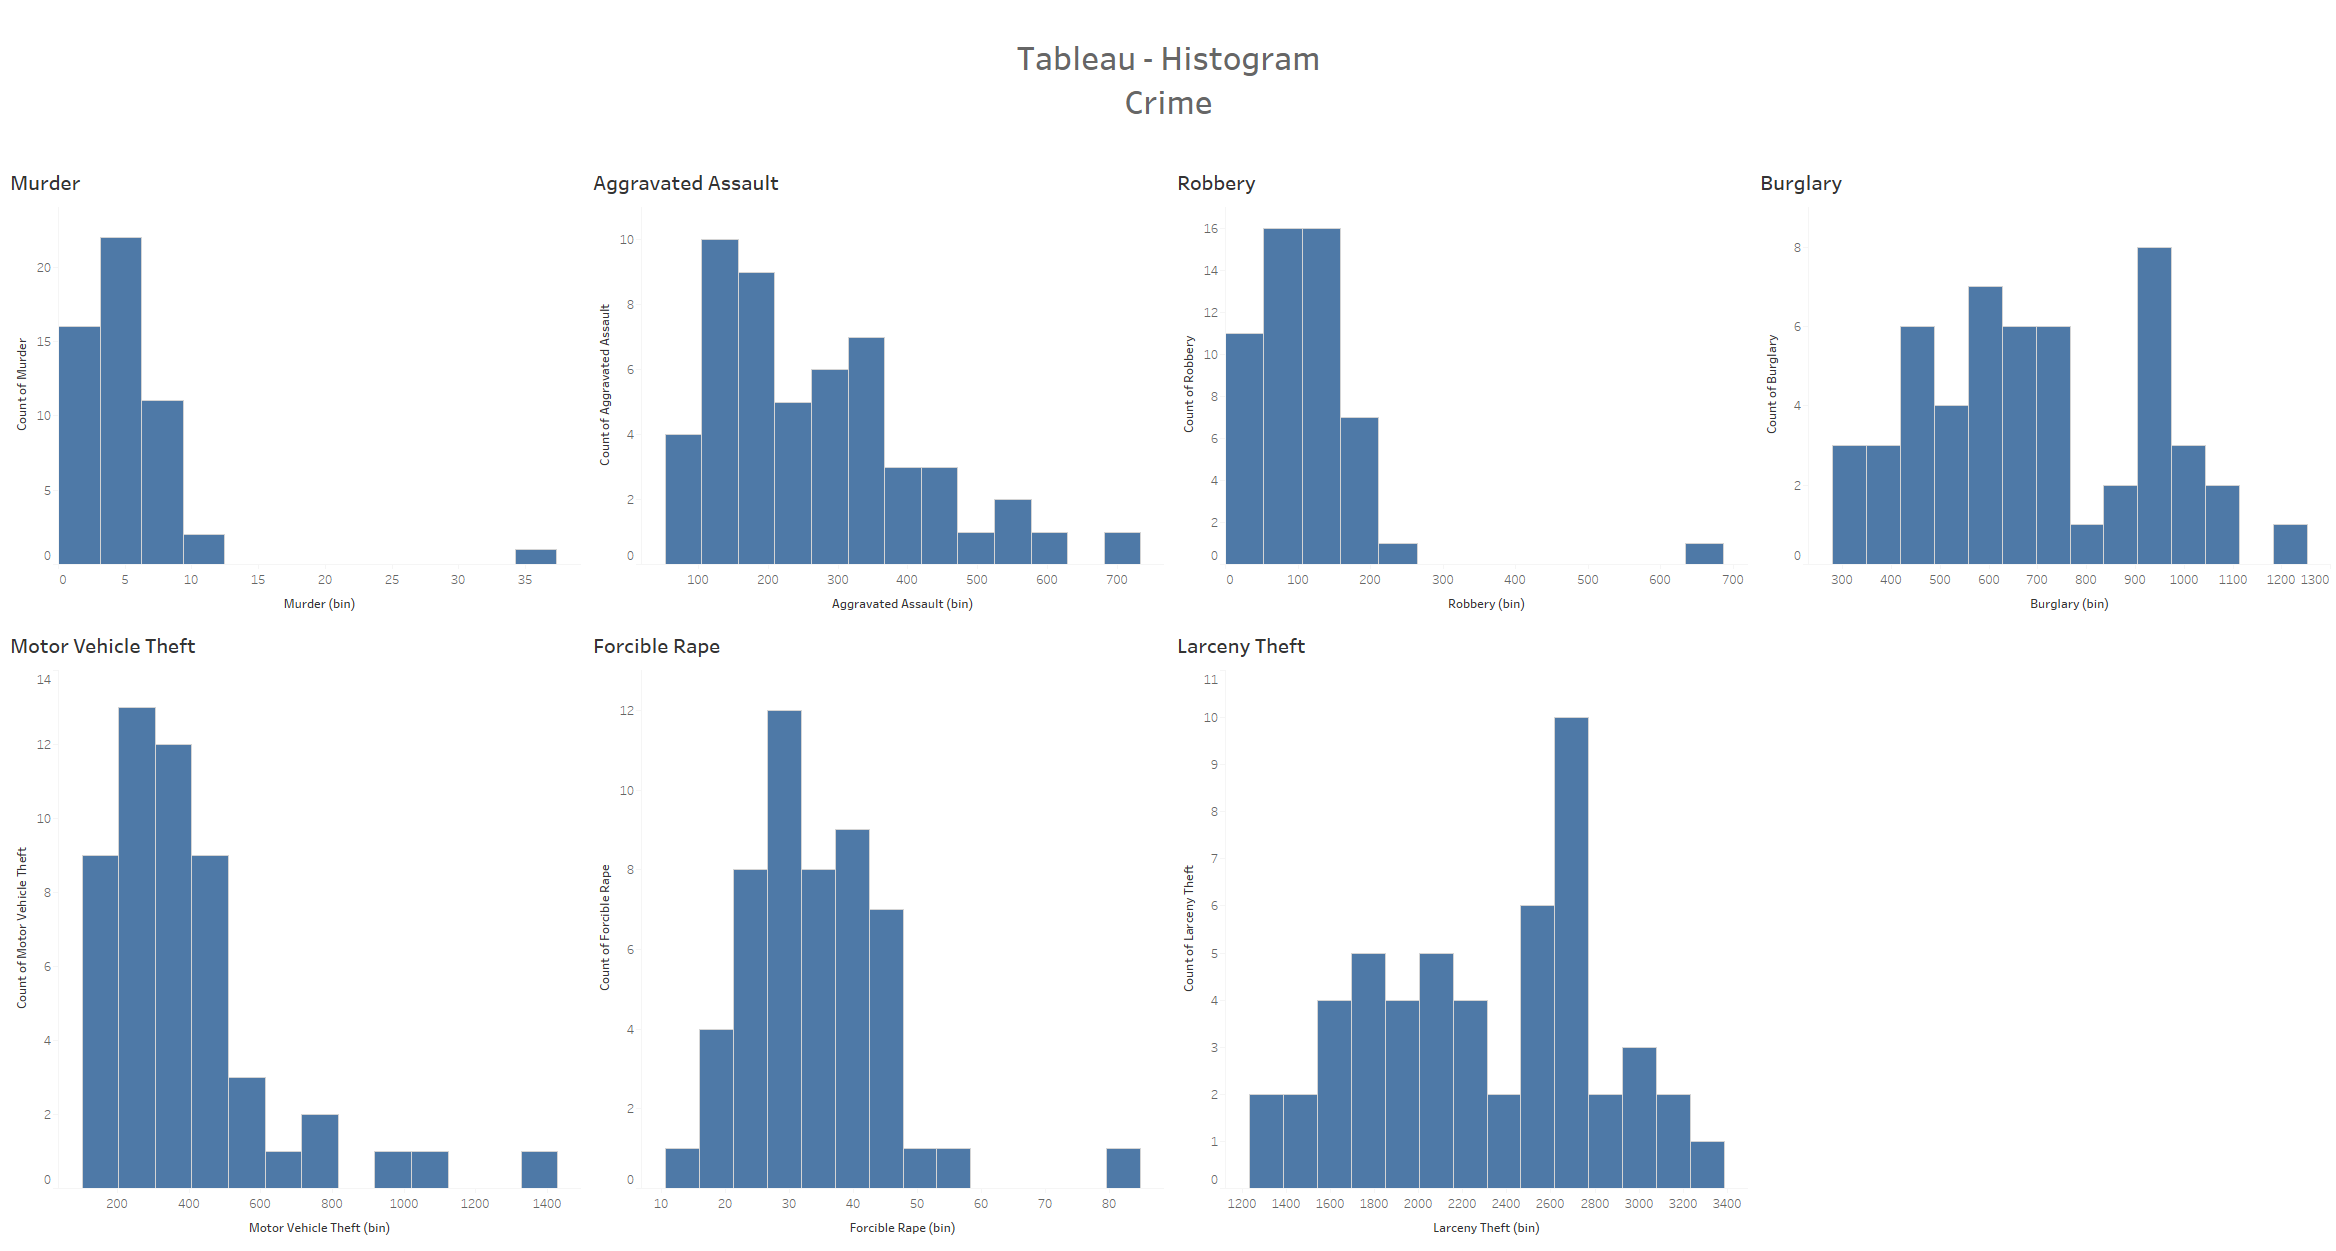 Tableau - Histogram
Crime
Murder
Count of Murder
20
15
10
5
0
0 5 10 15 20 25 30 35
Murder (bin)
Aggravated Assault
Count of Aggravated Assault
10
8
6
4
2
0
100 200 300 400 500 600 700
Aggravated Assault (bin)
Robbery
Count of Robbery
16
14
12
10
8
6
4
2
0
0 100 200 300 400 500 600 700
Robbery (bin)
Burglary
Count of Burglary
8
6
4
2
0
300 400 500 600 700 800 900 1000 1100 1200 1300
Burglary (bin)
Motor Vehicle Theft
Count of Motor Vehicle Theft
14
12
10
8
6
4
2
0
200 400 600 800 1000 1200 1400
Motor Vehicle Theft (bin)
Forcible Rape
Count of Forcible Rape
12
10
8
6
4
2
0
10 20 30 40 50 60 70 80
Forcible Rape (bin)
Larceny Theft
Count of Larceny Theft
11
10
9
8
7
6
5
4
3
2
1
0
1200 1400 1600 1800 2000 2200 2400 2600 2800 3000 3200 3400
Larceny Theft (bin)